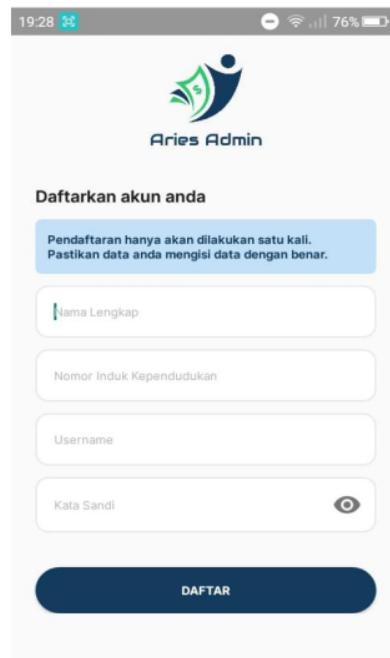 19:28 76%
$
Aries Admin
Daftarkan akun anda
Pendaftaran hanya akan dilakukan satu kali.
Pastikan data anda mengisi data dengan benar.
Nama Lengkap
Nomor Induk Kependudukan
Username
Kata Sandi
DAFTAR